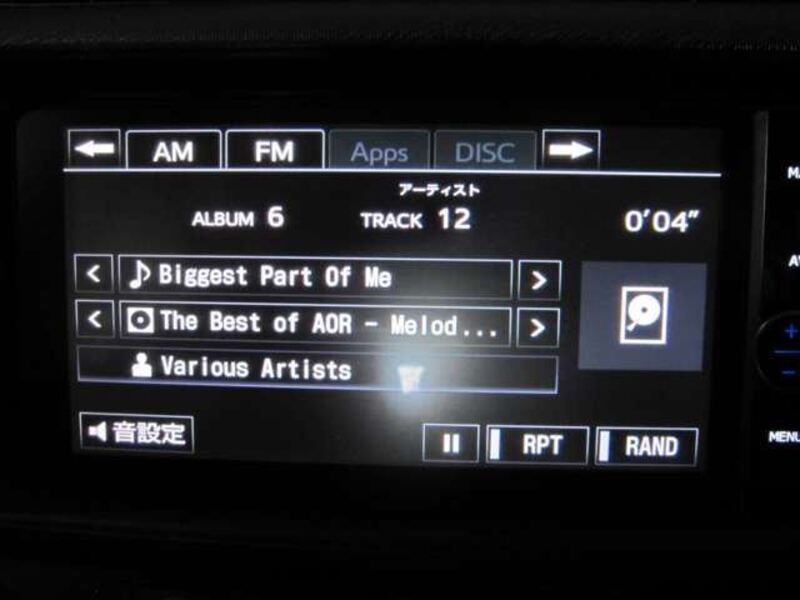 AM FM Apps DISC
アーティスト
ALBUM 6 TRACK 12 0'04"
Biggest Part Of Me
The Best of AOR - Melod...
Various Artists
音設定 RPT RAND
MENU